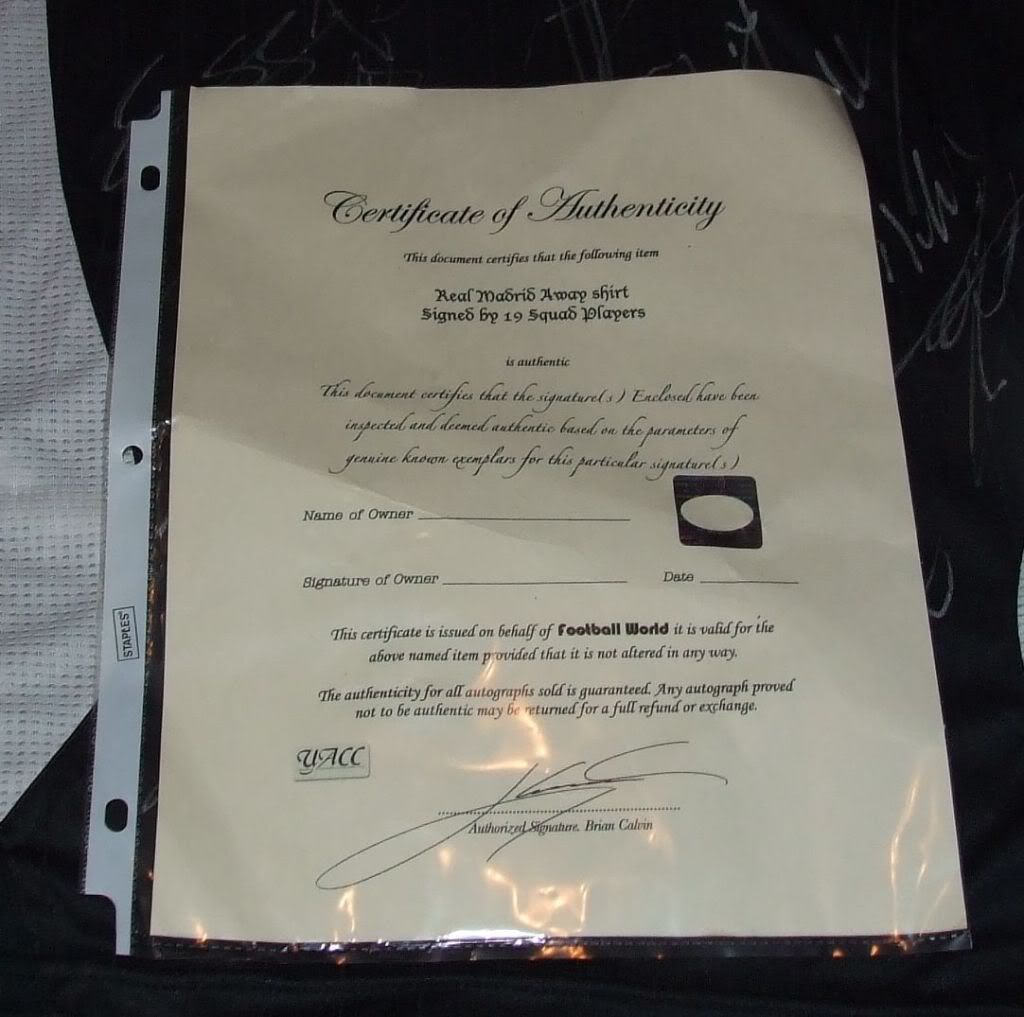 Certificate of Authenticity
This document certifies that the following item
Real Madrid Away shirt
Signed by 19 Squad Players
is authentic
This document certifies that the signature(s) Enclosed have been
inspected and deemed authentic based on the parameters of
genuine known exemplars for this particular signature(s)
Name of Owner
Signature of Owner
Date
This certificate is issued on behalf of Football World it is valid for the
above named item provided that it is not altered in any way.
The authenticity for all autographs sold is guaranteed. Any autograph proved
not to be authentic may be returned for a full refund or exchange.
UACC
Authorized Signature. Brian Calvin
STAPLES